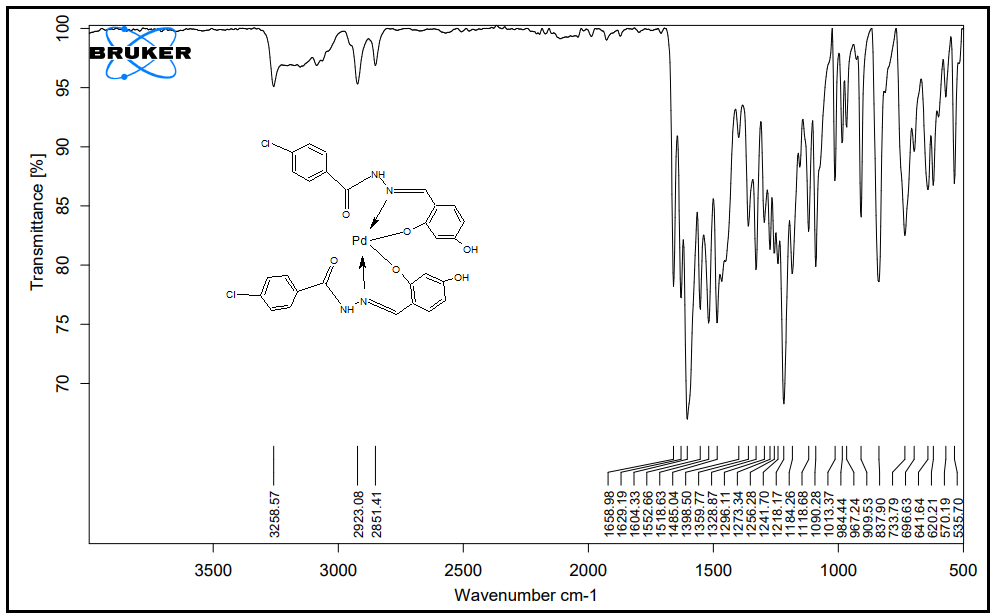 BRUKER
Transmittance [%]
100
95
90
85
80
75
70
Cl
NH
N
O
Pd
O
OH
O
O
OH
Cl
NH
N
3258.57
2923.08
2851.41
1658.98
1629.19
1604.33
1552.66
1518.63
1485.04
1398.50
1359.77
1328.87
1296.11
1273.34
1256.28
1241.70
1218.17
1184.26
1118.68
1090.28
1013.37
984.44
967.24
909.53
837.90
733.79
696.63
641.64
620.21
570.19
535.70
3500
3000
2500
2000
1500
1000
500
Wavenumber cm-1